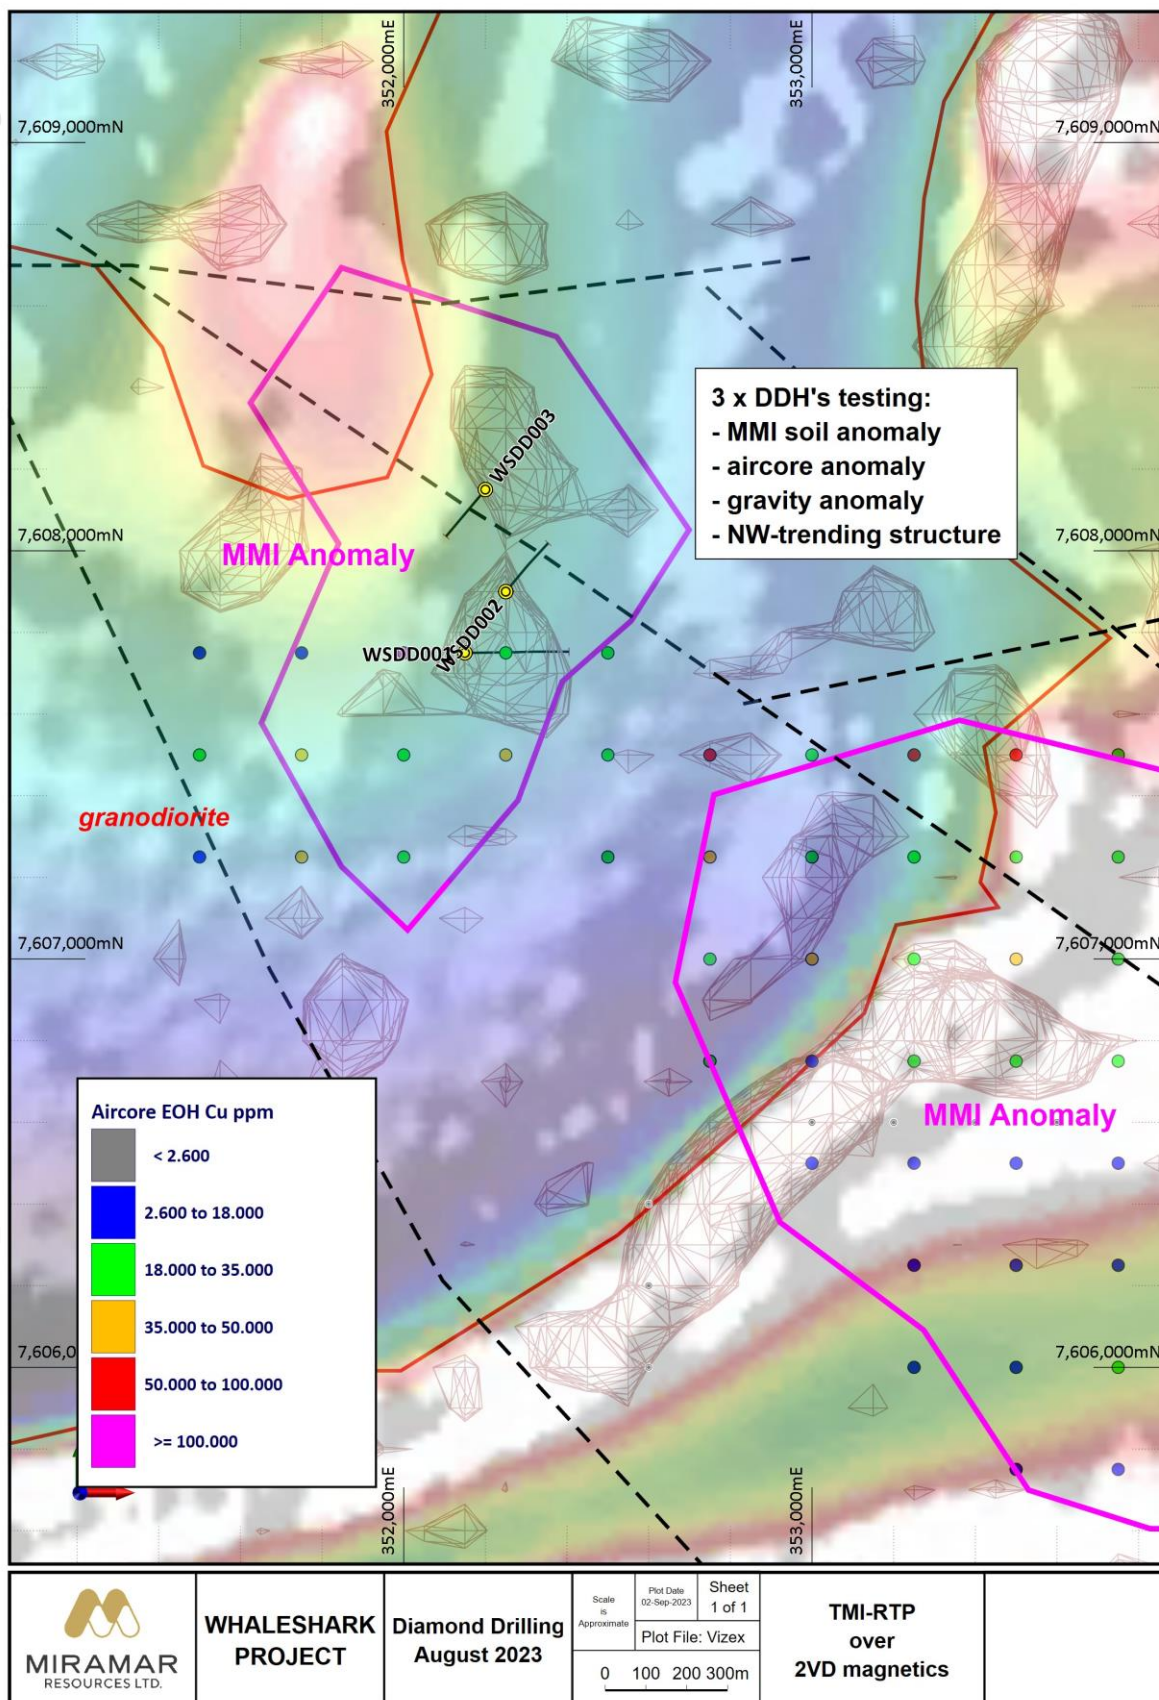 352,000mE
353,000mE
7,609,000mN
7,609,000mN
3 x DDH's testing:
- MMI soil anomaly
- aircore anomaly
- gravity anomaly
- NW-trending structure
WSDD003
7,608,000mN
7,608,000mN
MMI Anomaly
WSDD002
WSDD001
granodiorite
7,607,000mN
7,607,000mN
MMI Anomaly
Aircore EOH Cu ppm
< 2.600
2.600 to 18.000
18.000 to 35.000
35.000 to 50.000
50.000 to 100.000
>= 100.000
7,606,0
7,606,000mN
352,000mE
353,000mE
MIRAMAR
RESOURCES LTD.
WHALESHARK
PROJECT
Diamond Drilling
August 2023
Scale
is
Approximate
Plot Date
02-Sep-2023
Sheet
1 of 1
Plot File: Vizex
0 100 200 300m
TMI-RTP
over
2VD magnetics